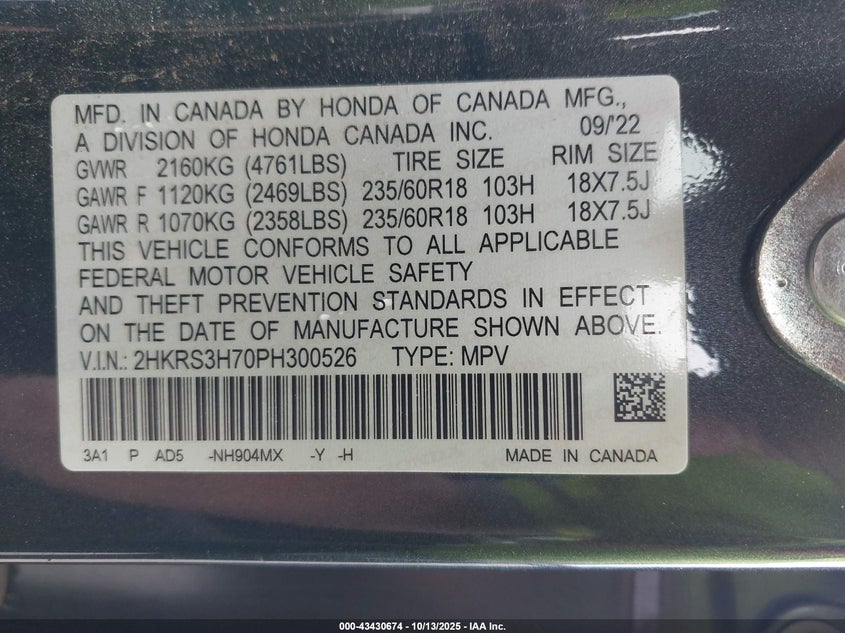 MFD. IN CANADA BY HONDA OF CANADA MFG.,
A DIVISION OF HONDA CANADA INC. 09/'22
GVWR 2160KG (4761LBS) TIRE SIZE RIM SIZE
GAWR F 1120KG (2469LBS) 235/60R18 103H 18X7.5J
GAWR R 1070KG (2358LBS) 235/60R18 103H 18X7.5J
THIS VEHICLE CONFORMS TO ALL APPLICABLE
FEDERAL MOTOR VEHICLE SAFETY
AND THEFT PREVENTION STANDARDS IN EFFECT
ON THE DATE OF MANUFACTURE SHOWN ABOVE.
V.I.N.: 2HKRS3H70PH300526 TYPE: MPV
3A1 P AD5 -NH904MX -Y -H MADE IN CANADA
000-43430674 | 10/13/2025 - IAA Inc.